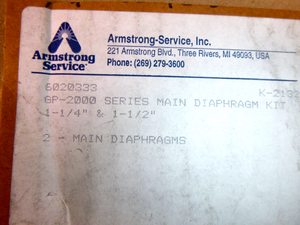 Armstrong-Service, Inc.
221 Armstrong Blvd., Three Rivers, MI 49093, USA
Phone: (269) 279-3600
Armstrong
Service
6020333
K-2132
GP-2000 SERIES MAIN DIAPHRAGM KIT
1-1/4" & 1-1/2"
2 - MAIN DIAPHRAGMS